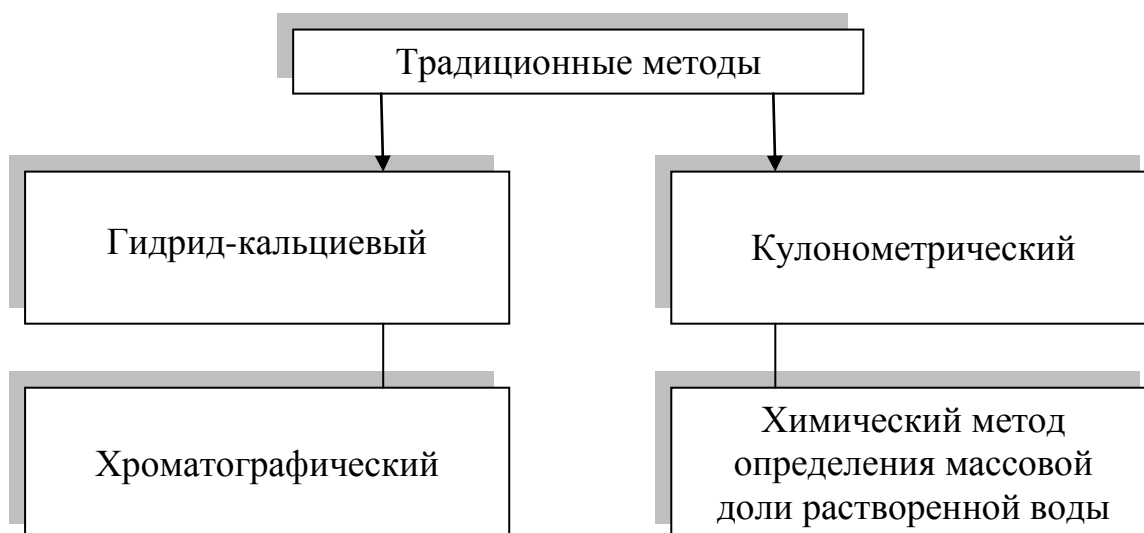 Традиционные методы
Гидрид-кальциевый
Кулонометрический
Хроматографический
Химический метод
определения массовой
доли растворенной воды